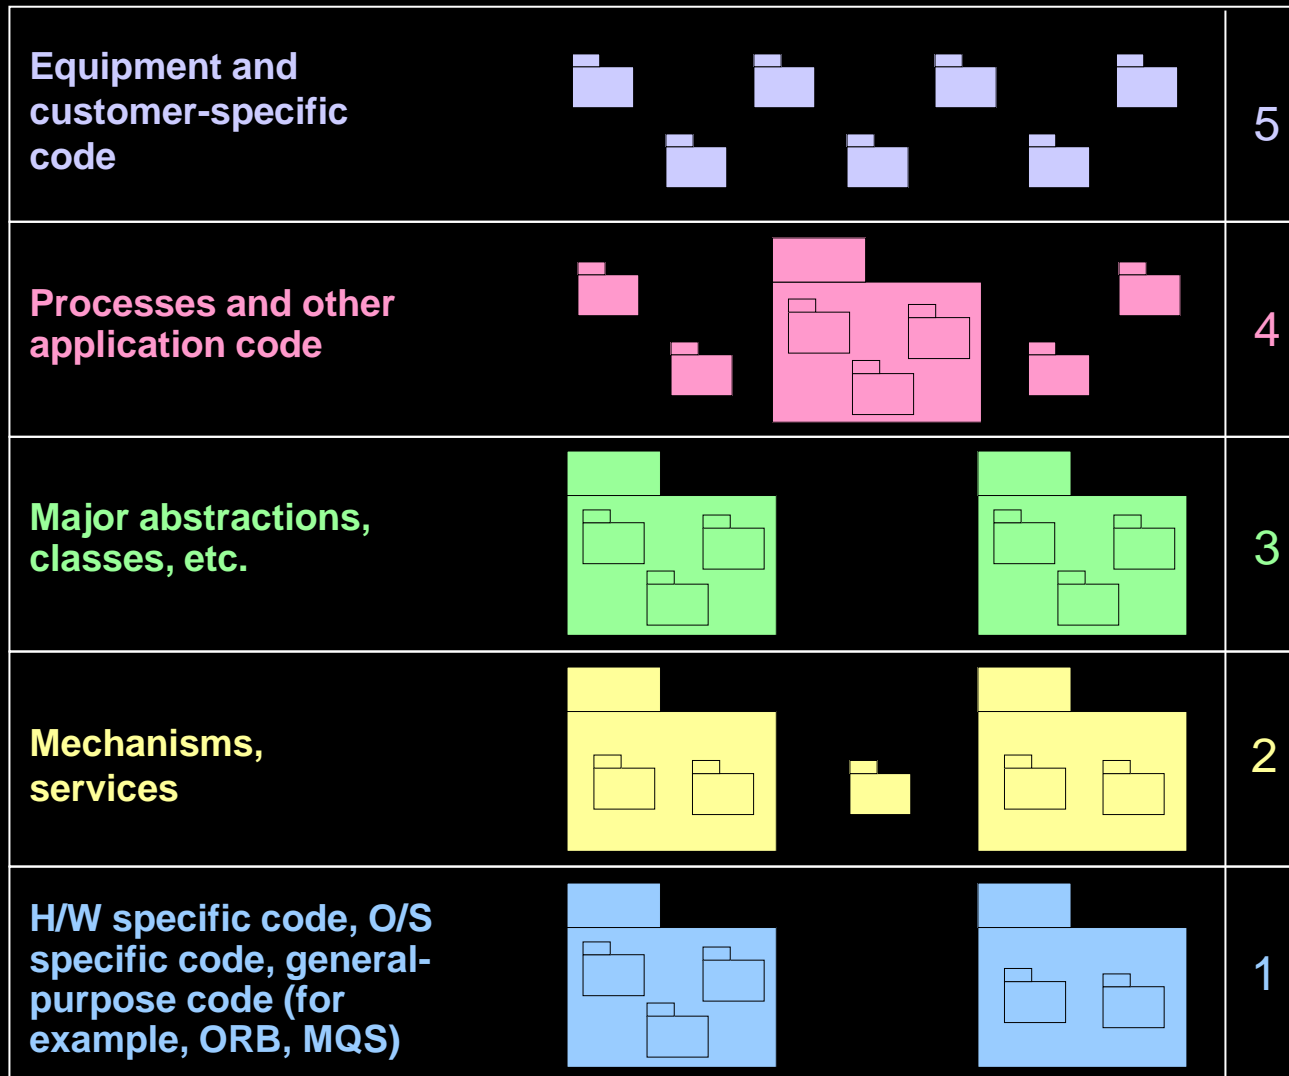 Equipment and
customer-specific
code
5
Processes and other
application code
4
Major abstractions,
classes, etc.
3
Mechanisms,
services
2
H/W specific code, O/S
specific code, general-
purpose code (for
example, ORB, MQS)
1